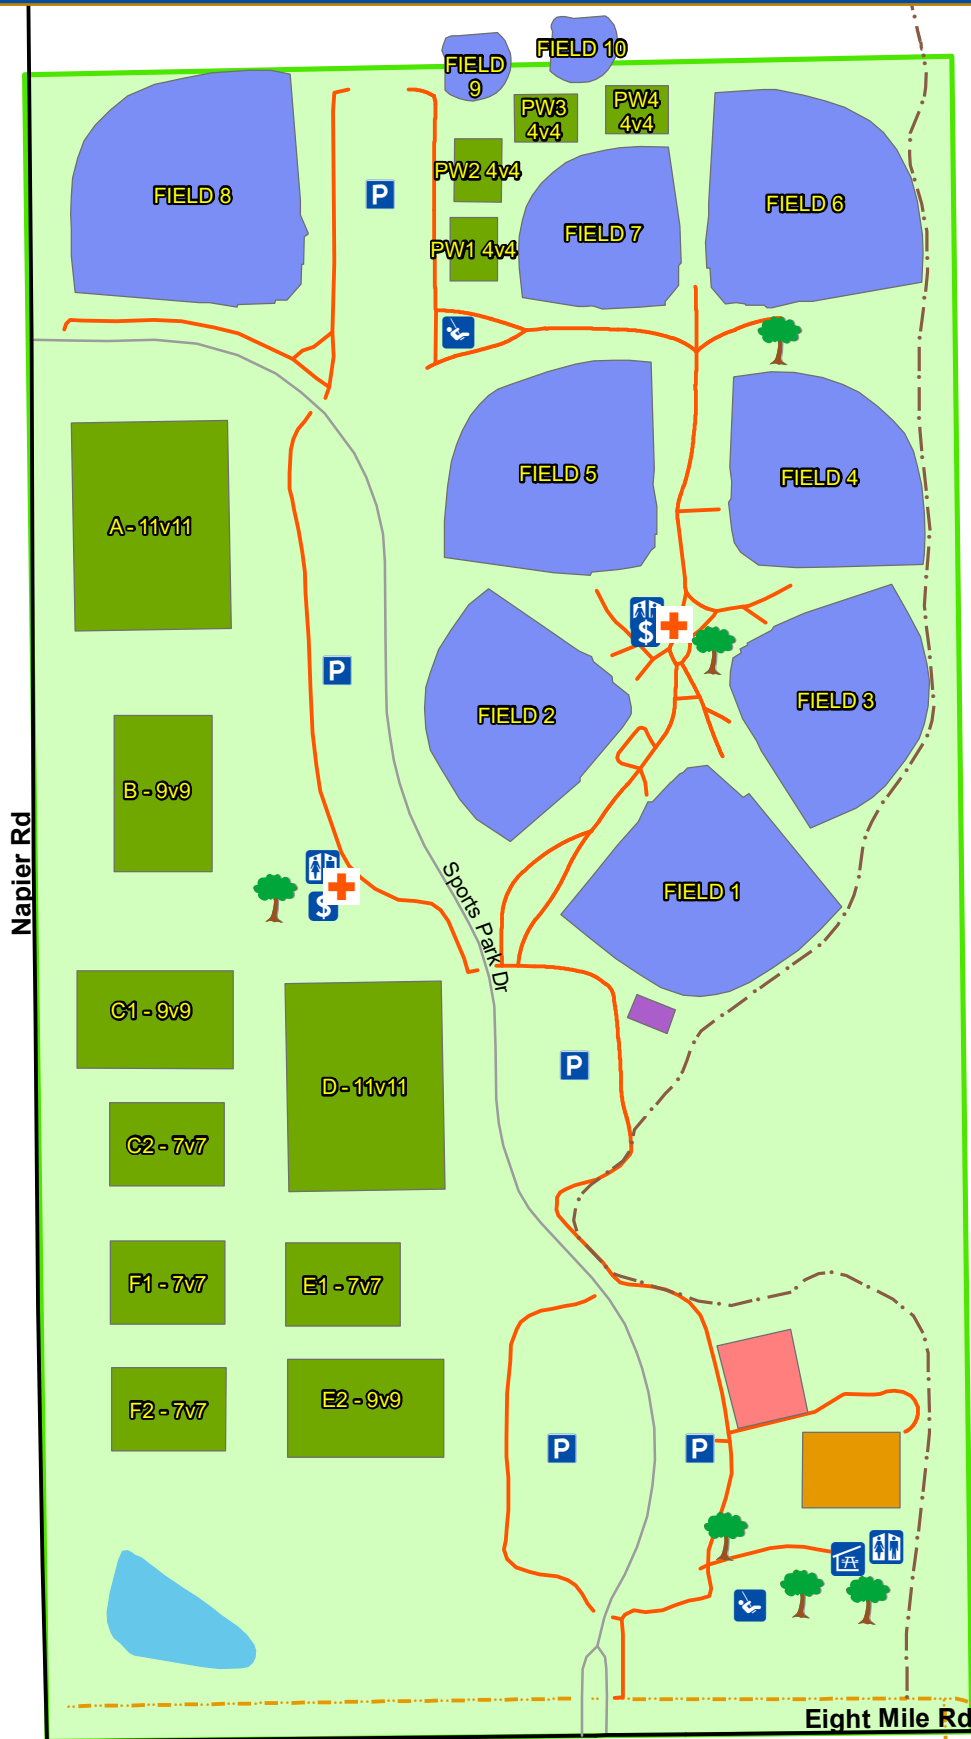 FIELD 10
FIELD
9
PW3
4v4
PW4
4v4
PW2 4v4
P
FIELD 8
FIELD 6
FIELD 7
PW1 4v4
FIELD 5
FIELD 4
A - 11v11
$
P
FIELD 3
FIELD 2
B - 9v9
Napier Rd
Sports Park Dr
FIELD 1
$
C1 - 9v9
P
D - 11v11
C2 - 7v7
F1 - 7v7
E1 - 7v7
E2 - 9v9
F2 - 7v7
P
P
Eight Mile Rd